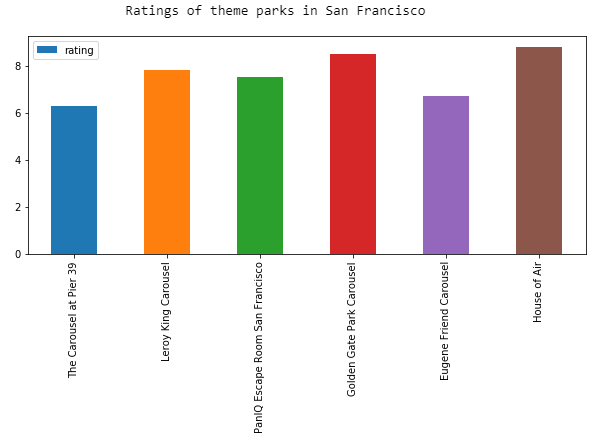 Ratings of theme parks in San Francisco
rating
8
6
4
2
0
The Carousel at Pier 39
Leroy King Carousel
PanIQ Escape Room San Francisco
Golden Gate Park Carousel
Eugene Friend Carousel
House of Air